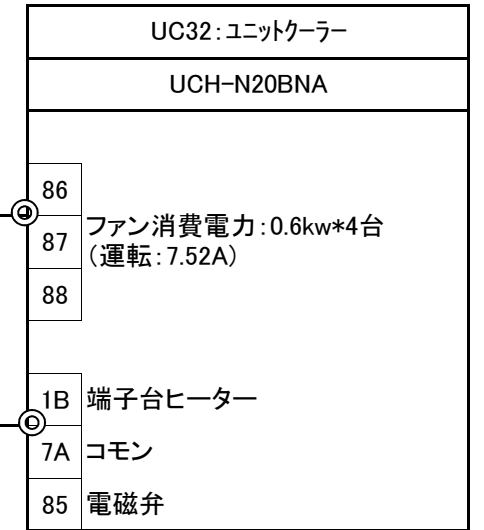 UC32:ユニットクーラー
UCH-N20BNA
86
87
88
ファン消費電力:0.6kw*4台
(運転:7.52A)
1B 端子台ヒーター
7A コモン
85 電磁弁